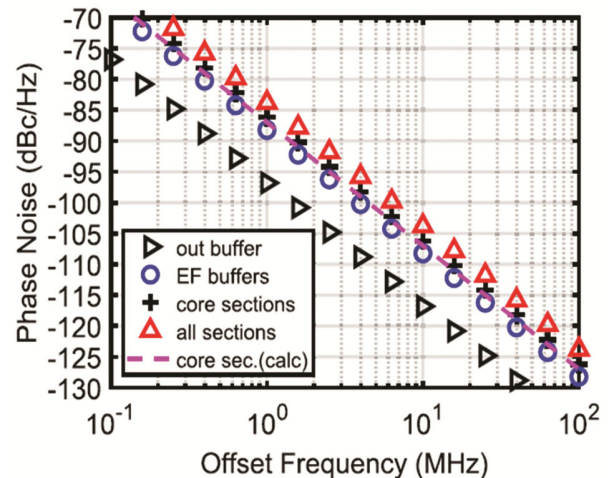 Phase Noise (dBc/Hz)
-70
-75
-80
-85
-90
-95
-100
-105
-110
-115
-120
-125
-130
out buffer
EF buffers
core sections
all sections
core sec.(calc)
10-1
100
101
102
Offset Frequency (MHz)